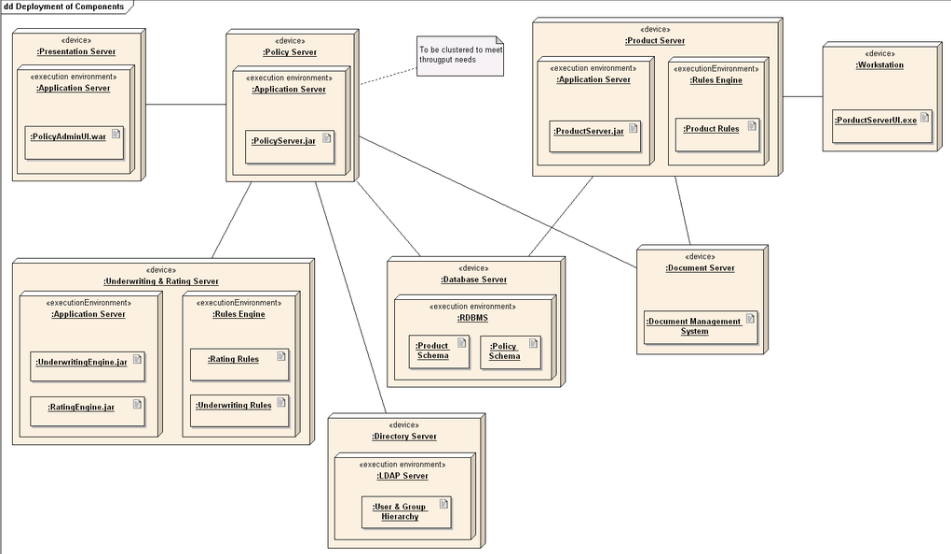 dd Deployment of Components
«device»
:Presentation Server
«execution environment»
:Application Server
:PolicyAdminUI.war
«device»
:Policy Server
«execution environment»
:Application Server
:PolicyServer.jar
To be clustered to meet
througput needs
«device»
:Product Server
«execution environment»
:Application Server
:ProductServer.jar
«executionEnvironment»
:Rules Engine
:Product Rules
«device»
:Workstation
:PorductServerUI.exe
«device»
:Underwriting & Rating Server
«executionEnvironment»
:Application Server
:UnderwritingEngine.jar
:RatingEngine.jar
«executionEnvironment»
:Rules Engine
:Rating Rules
:Underwriting Rules
«device»
:Database Server
«execution environment»
:RDBMS
:Product
Schema
:Policy
Schema
«device»
:Document Server
:Document Management
System
«device»
:Directory Server
«execution environment»
:LDAP Server
:User & Group
Hierarchy